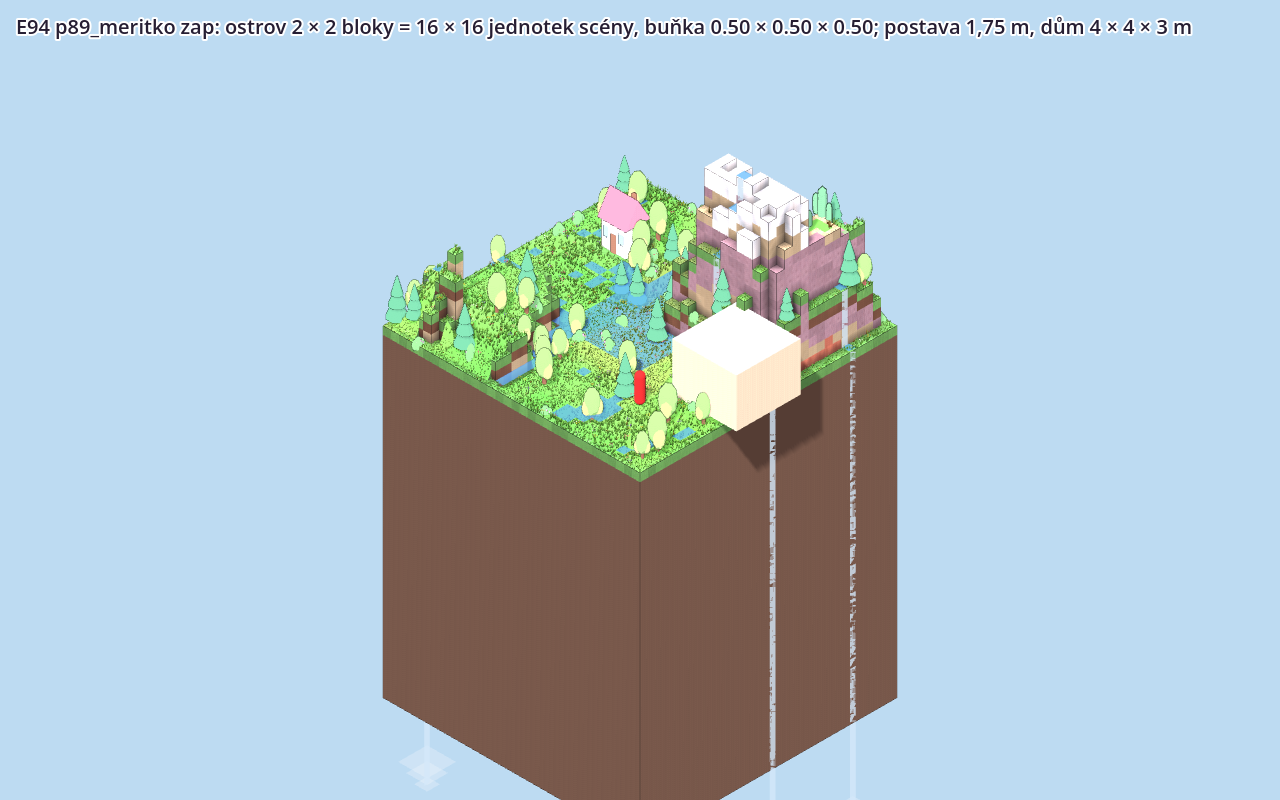 E94 p89_meritko zap: ostrov 2 × 2 bloky = 16 × 16 jednotek scény, buňka 0.50 × 0.50 × 0.50; postava 1,75 m, dům 4 × 4 × 3 m